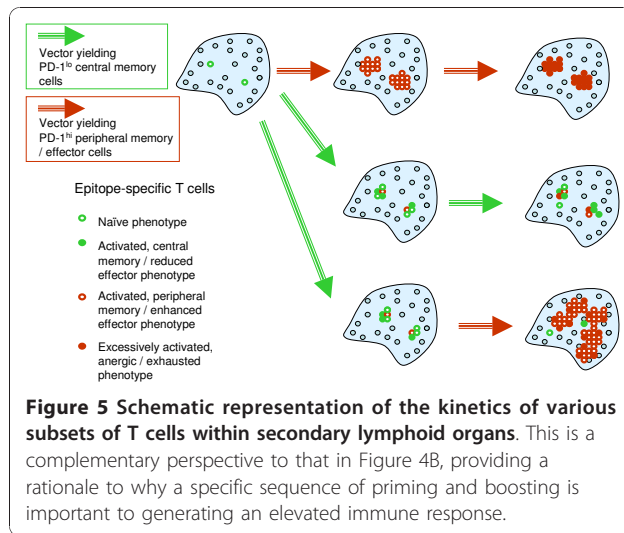 Vector yielding
PD-1lo central memory
cells
Vector yielding
PD-1hi peripheral memory
/ effector cells
Epitope-specific T cells
Naïve phenotype
Activated, central
memory / reduced
effector phenotype
Activated, peripheral
memory / enhanced
effector phenotype
Excessively activated,
anergic / exhausted
phenotype
Figure 5 Schematic representation of the kinetics of various
subsets of T cells within secondary lymphoid organs. This is a
complementary perspective to that in Figure 4B, providing a
rationale to why a specific sequence of priming and boosting is
important to generating an elevated immune response.